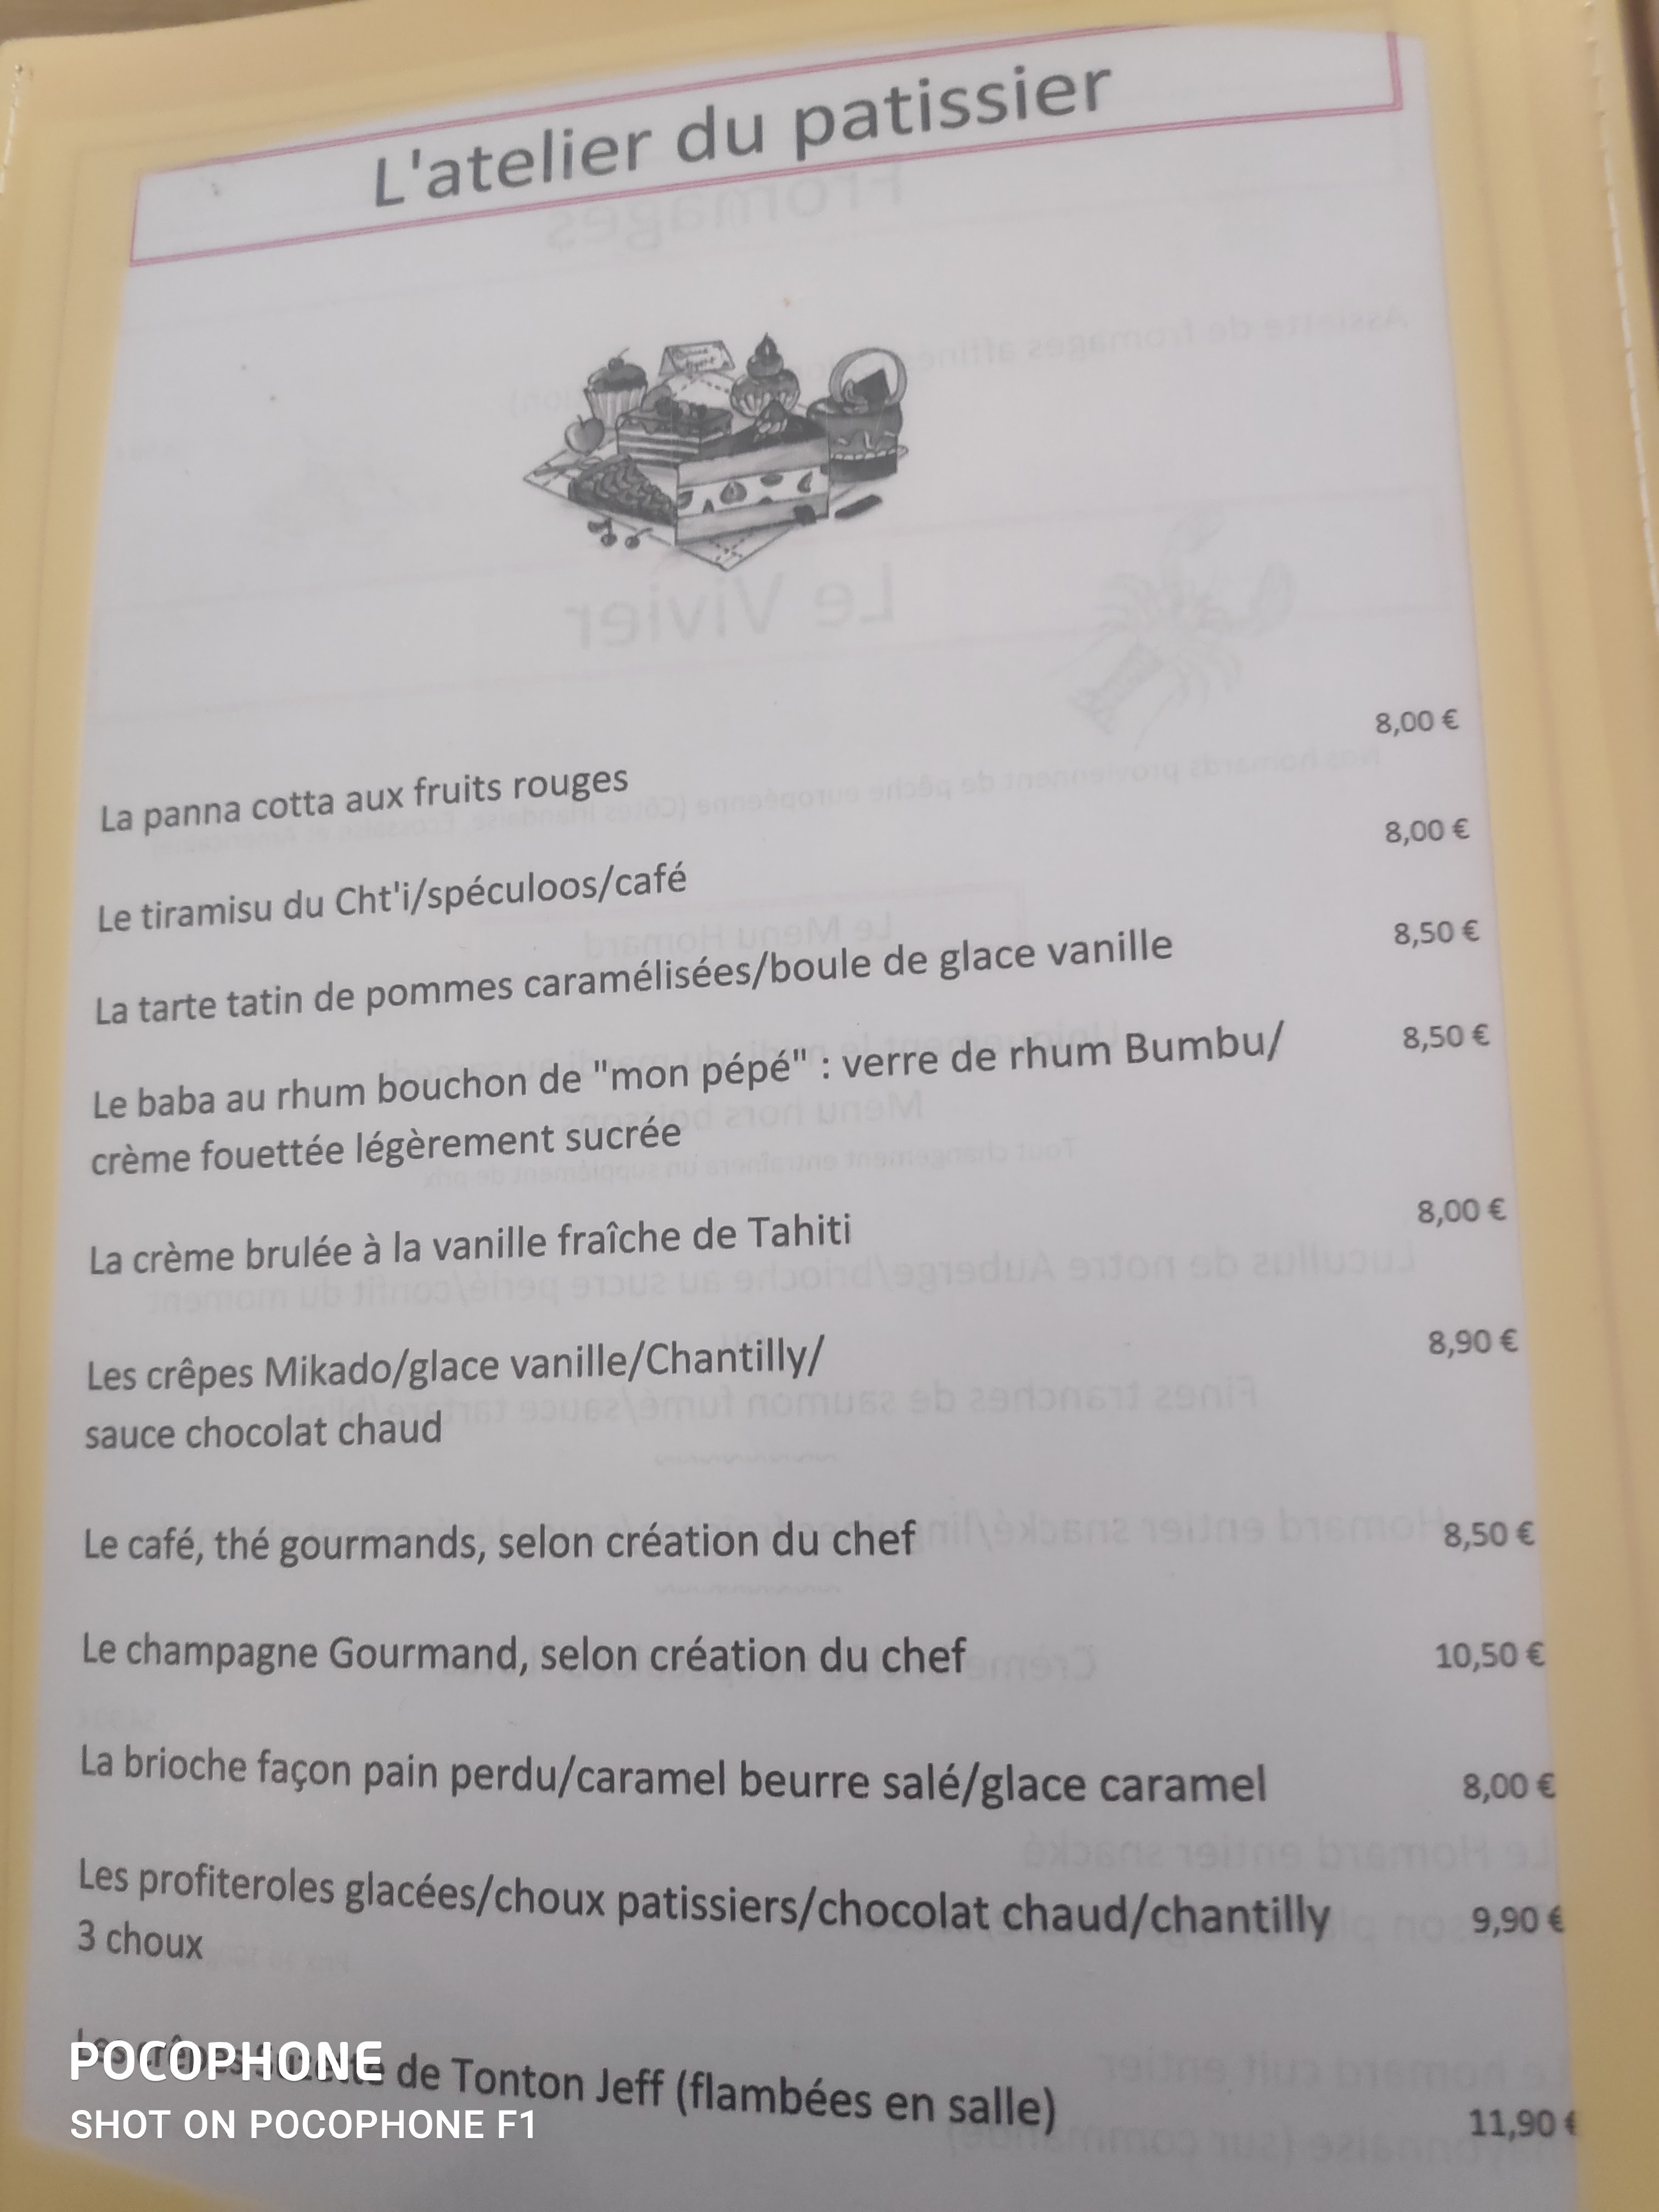 L'atelier du patissier
Fromages
Le Vivier
8,00 €
La panna cotta aux fruits rouges
8,00 €
Le tiramisu du Cht'i/spéculoos/café
La tarte tatin de pommes caramélisées/boule de glace vanille 8,50 €
Le baba au rhum bouchon de "mon pépé" : verre de rhum Bumbu/ 8,50 €
crème fouettée légèrement sucrée
La crème brulée à la vanille fraîche de Tahiti 8,00 €
Les crêpes Mikado/glace vanille/Chantilly/ 8,90 €
sauce chocolat chaud
Le café, thé gourmands, selon création du chef 8,50 €
Le champagne Gourmand, selon création du chef 10,50 €
La brioche façon pain perdu/caramel beurre salé/glace caramel 8,00 €
Les profiteroles glacées/choux patissiers/chocolat chaud/chantilly 9,90 €
3 choux
Les crêpes Suzette de Tonton Jeff (flambées en salle) 11,90 €
POCOPHONE
SHOT ON POCOPHONE F1